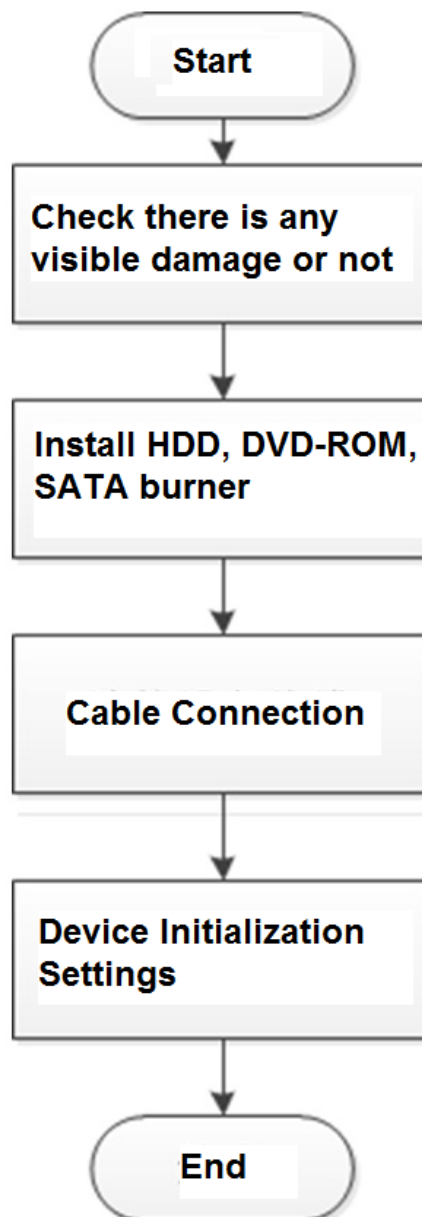 Start
Check there is any
visible damage or not
Install HDD, DVD-ROM,
SATA burner
Cable Connection
Device Initialization
Settings
End